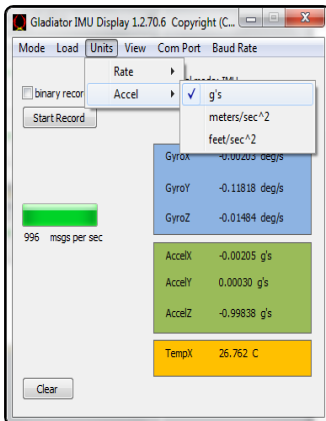 Gladiator IMU Display 1.2.70.6 Copyright (C...
Mode Load Units View Com Port Baud Rate
Rate
binary recor
Accel
g's
Start Record
meters/sec^2
feet/sec^2
GyroX -0.00203 deg/s
GyroY -0.11818 deg/s
GyroZ -0.01484 deg/s
996 msgs per sec
AccelX -0.00205 g's
AccelY 0.00030 g's
AccelZ -0.99838 g's
TempX 26.762 C
Clear